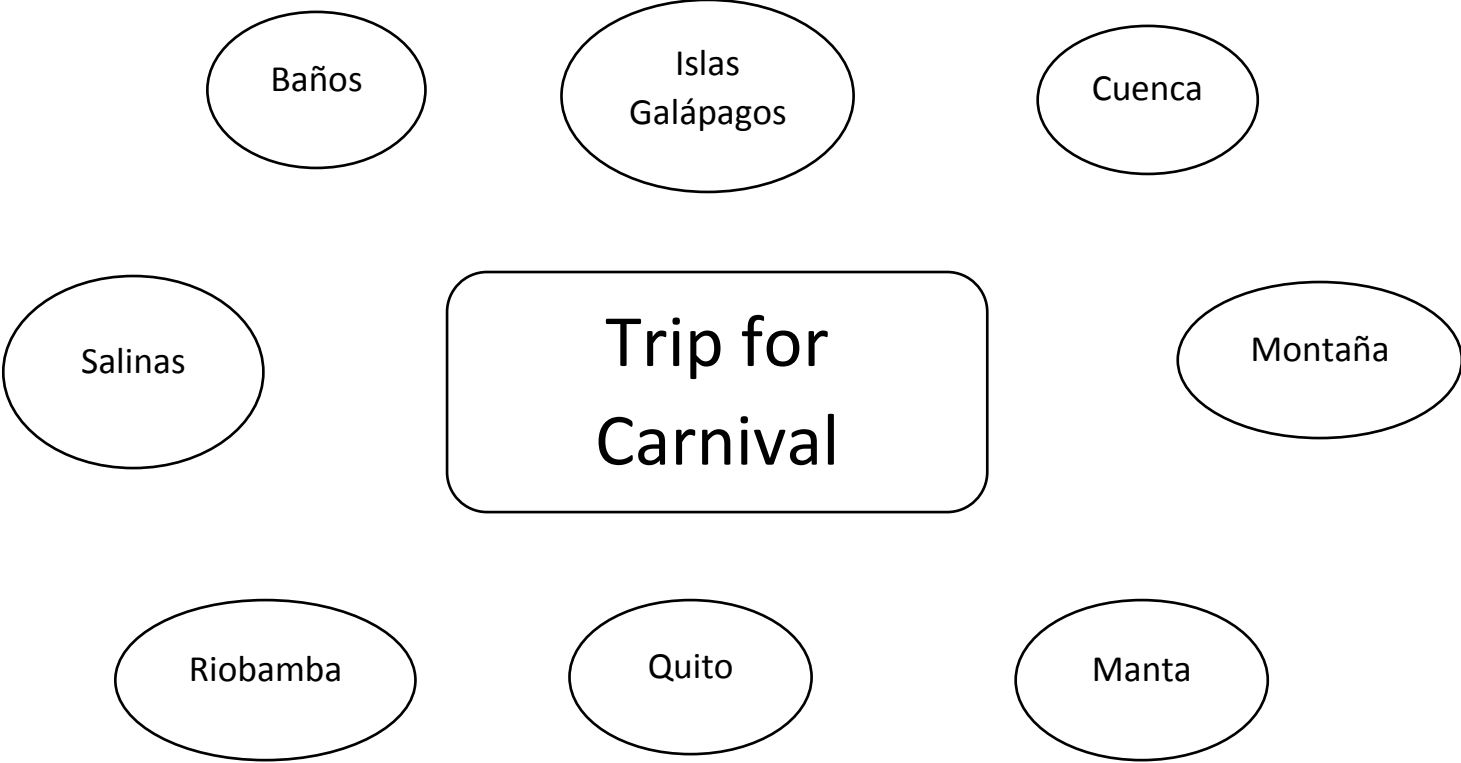 Baños
Islas
Galápagos
Cuenca
Salinas
Trip for
Carnival
Montaña
Riobamba
Quito
Manta